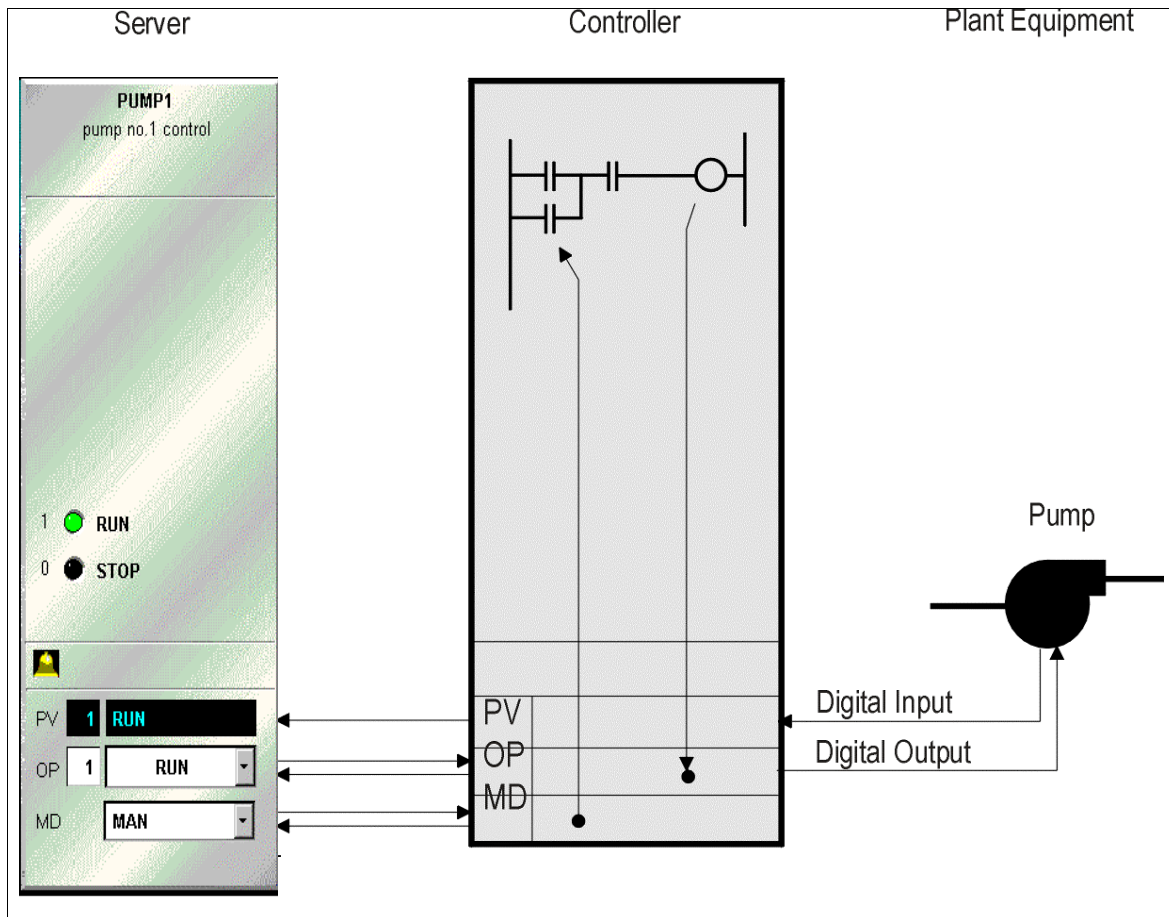 Server
Controller
Plant Equipment
PUMP1
pump no.1 control
1 RUN
0 STOP
Pump
PV 1 RUN
OP 1 RUN
MD MAN
PV
OP
MD
Digital Input
Digital Output